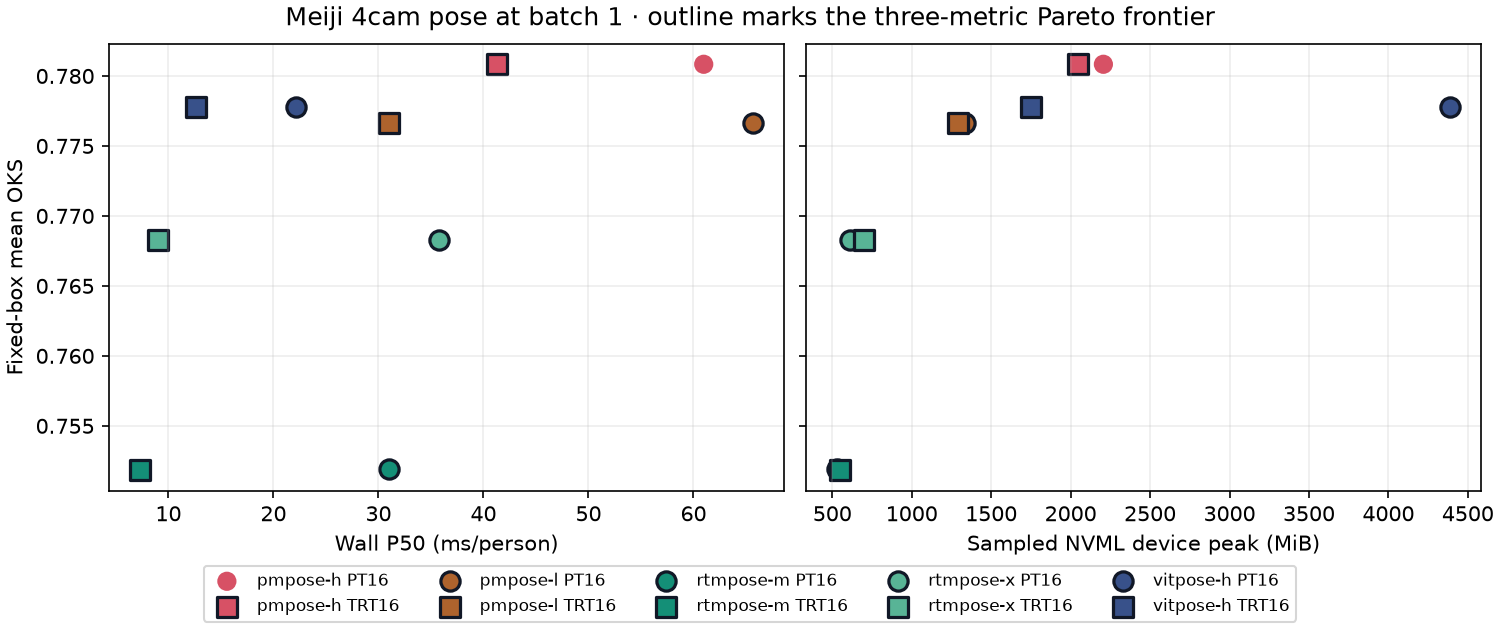 Meiji 4cam pose at batch 1 · outline marks the three-metric Pareto frontier
Fixed-box mean OKS
0.780
0.775
0.770
0.765
0.760
0.755
10 20 30 40 50 60
Wall P50 (ms/person)
500 1000 1500 2000 2500 3000 3500 4000 4500
Sampled NVML device peak (MiB)
pmpose-h PT16 pmpose-l PT16 rtmpose-m PT16 rtmpose-x PT16 vitpose-h PT16
pmpose-h TRT16 pmpose-l TRT16 rtmpose-m TRT16 rtmpose-x TRT16 vitpose-h TRT16